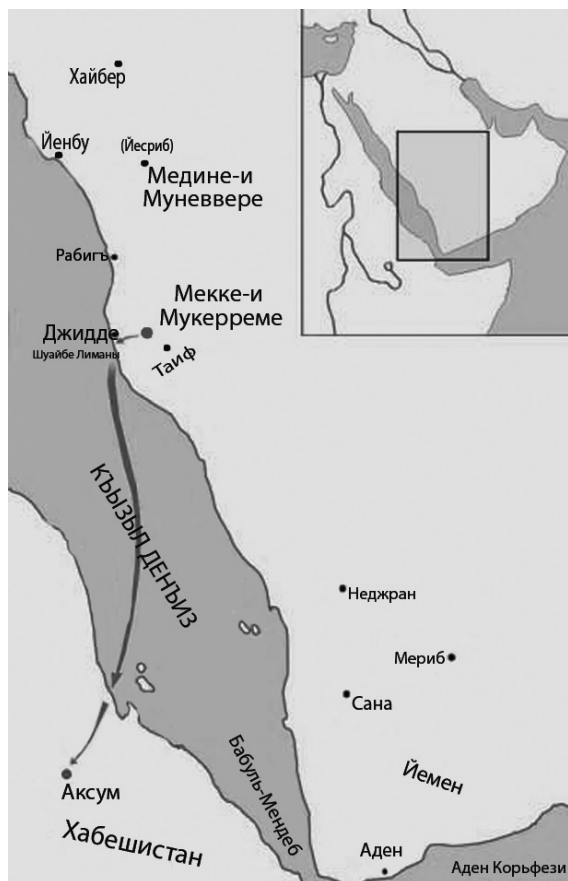 Хайбер
Йенбу
(Йесриб)
Медине-и
Муневвере
Рабигъ
Мекке-и
Мукерреме
Джидде
Шуайбе Лиманы
Таиф
КЪЫЗЫЛ ДЕНЪИЗ
Неджран
Мериб
Сана
Йемен
Бабуль-Мендеб
Аксум
Хабешистан
Аден
Аден Корьфези